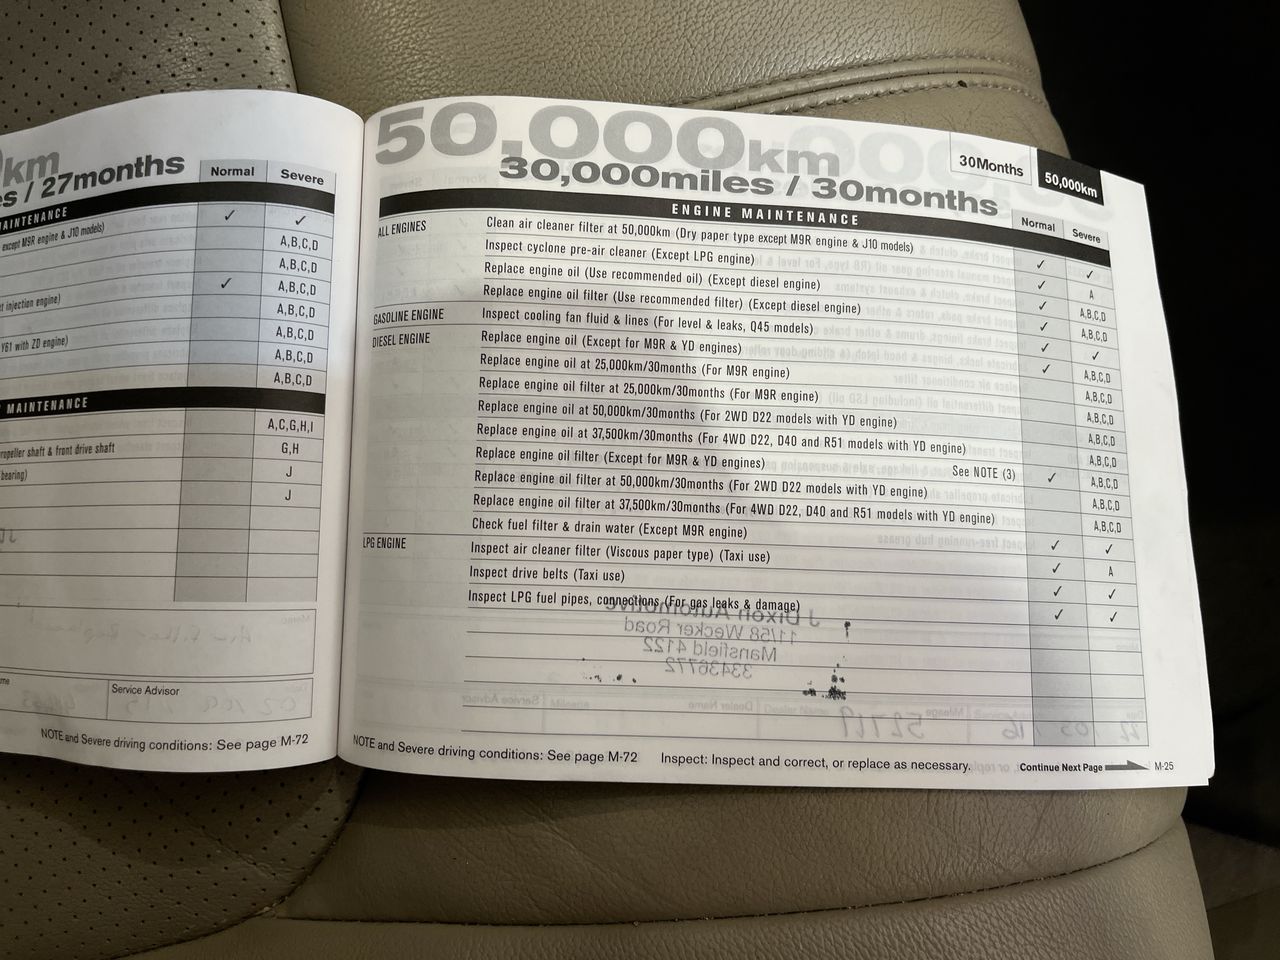 km
s / 27months
Normal
Severe
MAINTENANCE
✓
✓
except M9R engine & J10 models)
A,B,C,D
A,B,C,D
✓
A,B,C,D
t injection engine)
A,B,C,D
A,B,C,D
Y61 with ZD engine)
A,B,C,D
A,B,C,D
MAINTENANCE
A,C,G,H,I
ropeller shaft & front drive shaft
G,H
bearing)
J
J
Service Advisor
NOTE and Severe driving conditions: See page M-72
50,000km
30,000miles / 30months
30Months
50,000km
ENGINE MAINTENANCE
Normal
Severe
ALL ENGINES
Clean air cleaner filter at 50,000km (Dry paper type except M9R engine & J10 models) ✓ ✓
Inspect cyclone pre-air cleaner (Except LPG engine) ✓ A
Replace engine oil (Use recommended oil) (Except diesel engine) ✓ A,B,C,D
Replace engine oil filter (Use recommended filter) (Except diesel engine) ✓ A,B,C,D
GASOLINE ENGINE
Inspect cooling fan fluid & lines (For level & leaks, Q45 models) ✓ ✓
DIESEL ENGINE
Replace engine oil (Except for M9R & YD engines) ✓ A,B,C,D
Replace engine oil at 25,000km/30months (For M9R engine) A,B,C,D
Replace engine oil filter at 25,000km/30months (For M9R engine) A,B,C,D
Replace engine oil at 50,000km/30months (For 2WD D22 models with YD engine) A,B,C,D
Replace engine oil at 37,500km/30months (For 4WD D22, D40 and R51 models with YD engine) A,B,C,D
Replace engine oil filter (Except for M9R & YD engines) See NOTE (3) ✓ A,B,C,D
Replace engine oil filter at 50,000km/30months (For 2WD D22 models with YD engine) A,B,C,D
Replace engine oil filter at 37,500km/30months (For 4WD D22, D40 and R51 models with YD engine) A,B,C,D
Check fuel filter & drain water (Except M9R engine) ✓ ✓
LPG ENGINE
Inspect air cleaner filter (Viscous paper type) (Taxi use) ✓ A
Inspect drive belts (Taxi use) ✓ ✓
Inspect LPG fuel pipes, connections (For gas leaks & damage) ✓ ✓
J Dixon Automotive
11/58 Wecker Road
Mansfield 4122
33436772
NOTE and Severe driving conditions: See page M-72
Inspect: Inspect and correct, or replace as necessary.
Continue Next Page
M-25